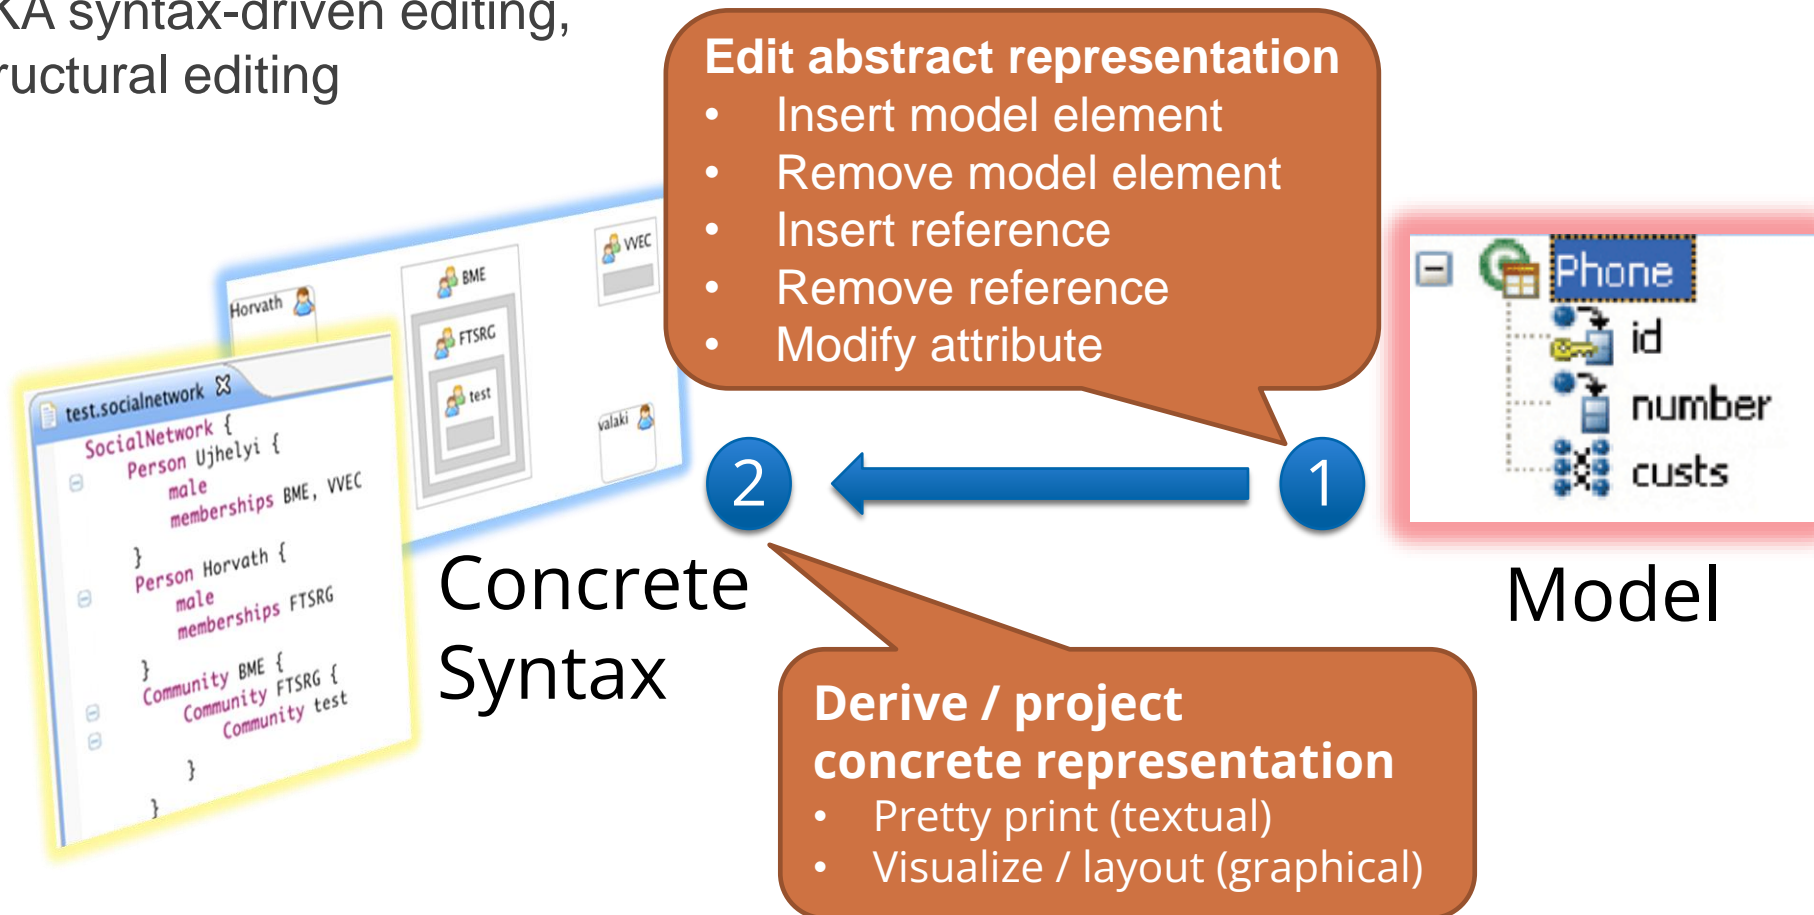 KA syntax-driven editing,
ructural editing
Edit abstract representation
• Insert model element
• Remove model element
• Insert reference
• Remove reference
• Modify attribute
Horvath
BME
FTSRG
test
VVEC
valaki
test.socialnetwork
SocialNetwork {
Person Ujhelyi {
male
memberships BME, VVEC
}
Person Horvath {
male
memberships FTSRG
}
Community BME {
Community FTSRG {
Community test
}
}
Concrete
Syntax
2
1
Phone
id
number
custs
Model
Derive / project
concrete representation
• Pretty print (textual)
• Visualize / layout (graphical)